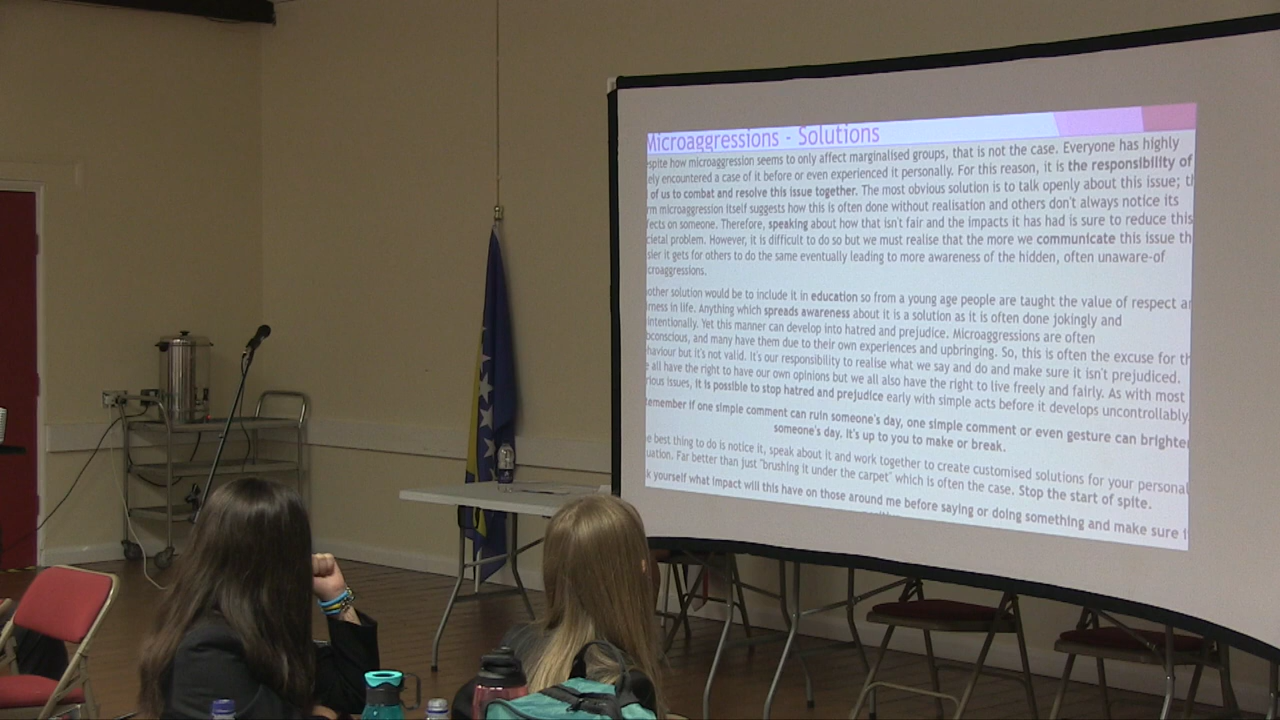 Microaggressions - Solutions
spite how microaggression seems to only affect marginalised groups, that is not the case. Everyone has highly
ely encountered a case of it before or even experienced it personally. For this reason, it is the responsibility of
of us to combat and resolve this issue together. The most obvious solution is to talk openly about this issue; th
rm microaggression itself suggests how this is often done without realisation and others don't always notice its
fects on someone. Therefore, speaking about how that isn't fair and the impacts it has had is sure to reduce this
cietal problem. However, it is difficult to do so but we must realise that the more we communicate this issue th
sier it gets for others to do the same eventually leading to more awareness of the hidden, often unaware-of
croaggressions.
other solution would be to include it in education so from a young age people are taught the value of respect an
rness in life. Anything which spreads awareness about it is a solution as it is often done jokingly and
intentionally. Yet this manner can develop into hatred and prejudice. Microaggressions are often
bconscious, and many have them due to their own experiences and upbringing. So, this is often the excuse for th
haviour but it's not valid. It's our responsibility to realise what we say and do and make sure it isn't prejudiced.
e all have the right to have our own opinions but we all also have the right to live freely and fairly. As with most
rious issues, it is possible to stop hatred and prejudice early with simple acts before it develops uncontrollably
emember if one simple comment can ruin someone's day, one simple comment or even gesture can brighten
someone's day. It's up to you to make or break.
e best thing to do is notice it, speak about it and work together to create customised solutions for your personal
uation. Far better than just "brushing it under the carpet" which is often the case. Stop the start of spite.
k yourself what impact will this have on those around me before saying or doing something and make sure i